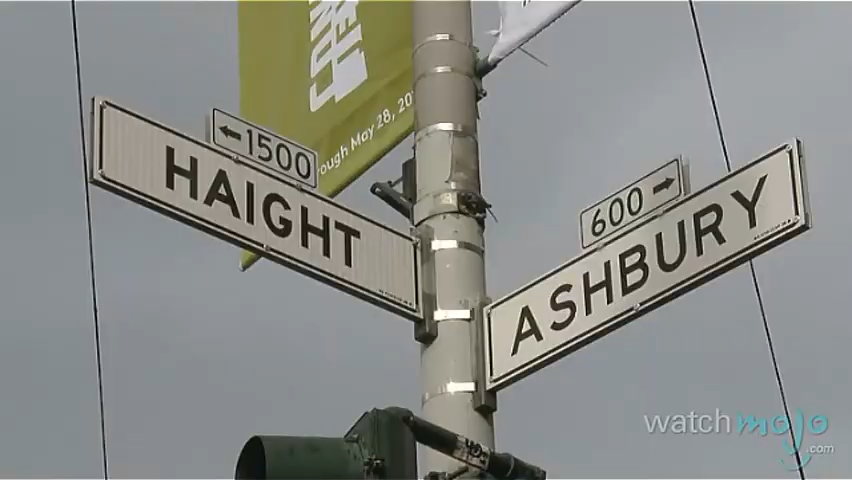 ←1500
HAIGHT
600→
ASHBURY
ough May 28, 20
watchmojo
.com